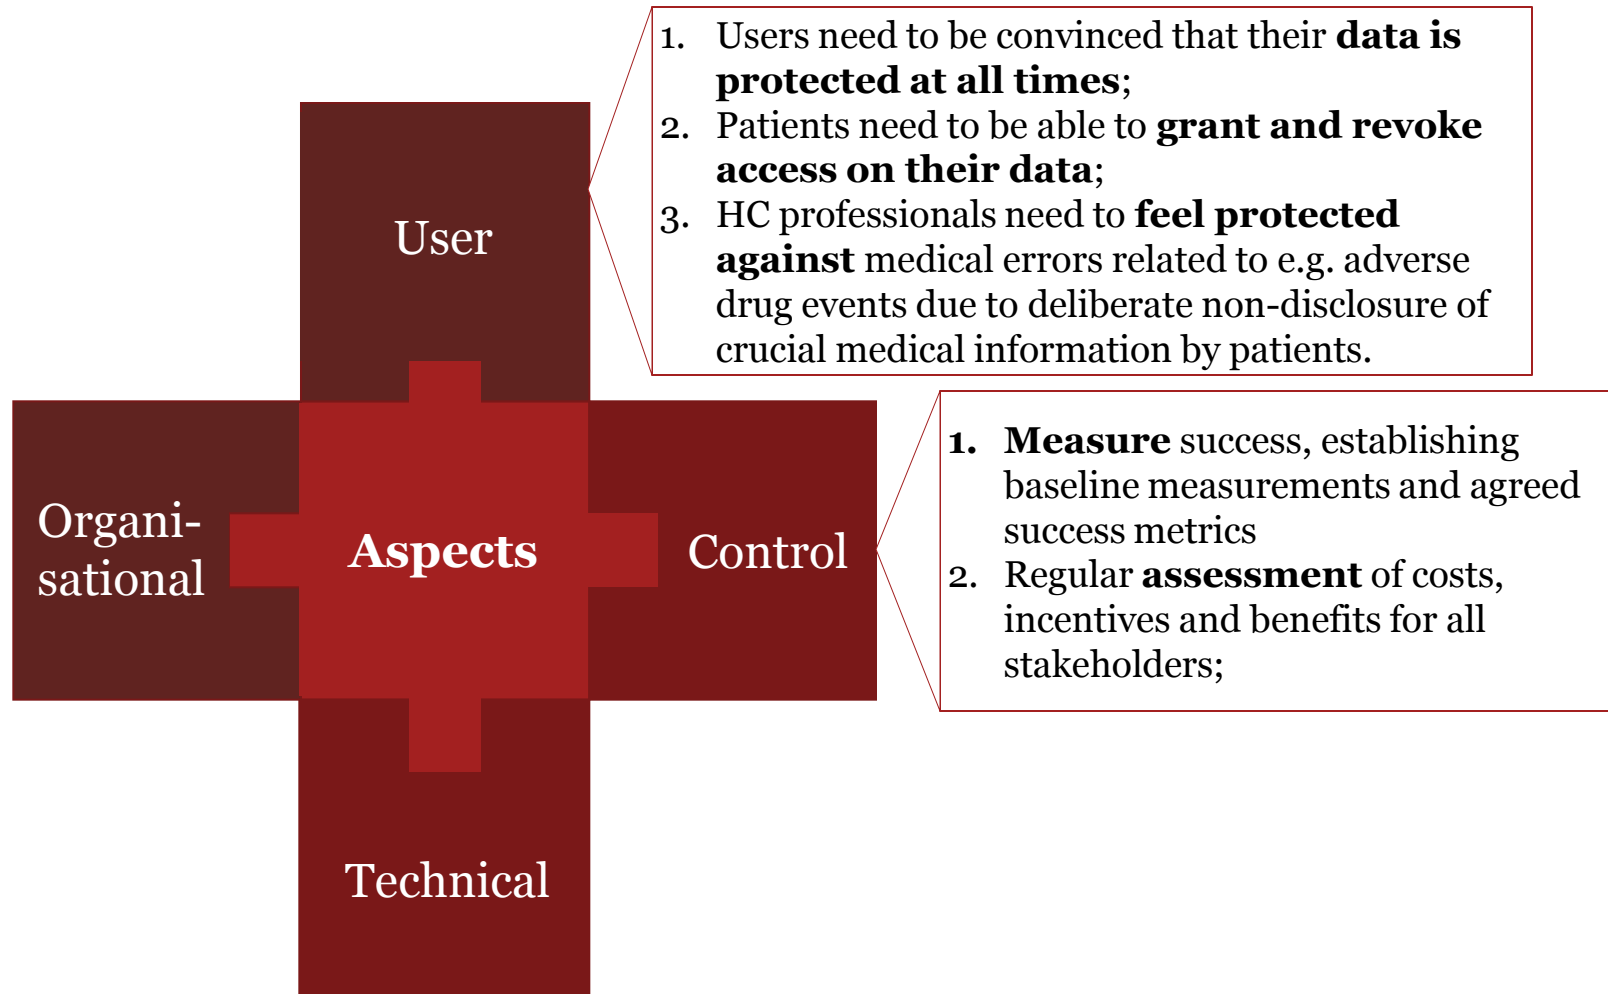 1. Users need to be convinced that their data is
protected at all times;
2. Patients need to be able to grant and revoke
access on their data;
3. HC professionals need to feel protected
against medical errors related to e.g. adverse
drug events due to deliberate non-disclosure of
crucial medical information by patients.
User
Organi-
sational
Aspects
Control
1. Measure success, establishing
baseline measurements and agreed
success metrics
2. Regular assessment of costs,
incentives and benefits for all
stakeholders;
Technical